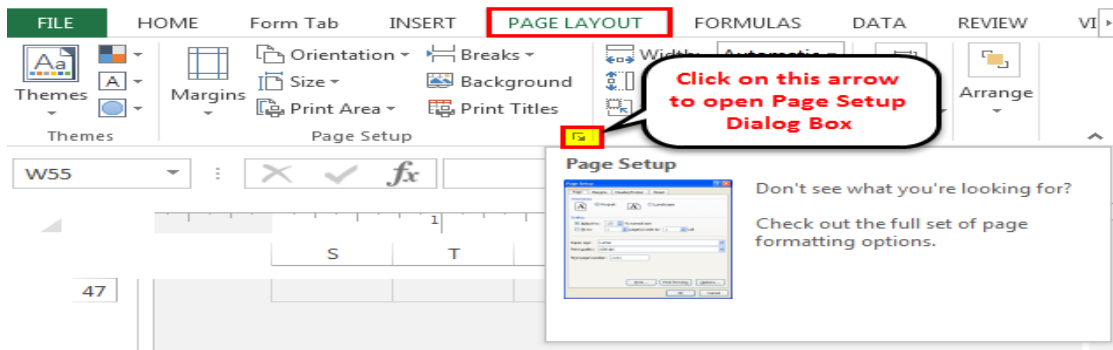 FILE HOME Form Tab INSERT PAGE LAYOUT FORMULAS DATA REVIEW
Orientation Breaks
Aa A Size Background
Themes Margins Print Area Print Titles Arrange
Click on this arrow
to open Page Setup
Dialog Box
Themes Page Setup
W55 fx
Page Setup
Don't see what you're looking for?
Check out the full set of page
formatting options.
1
S T
47